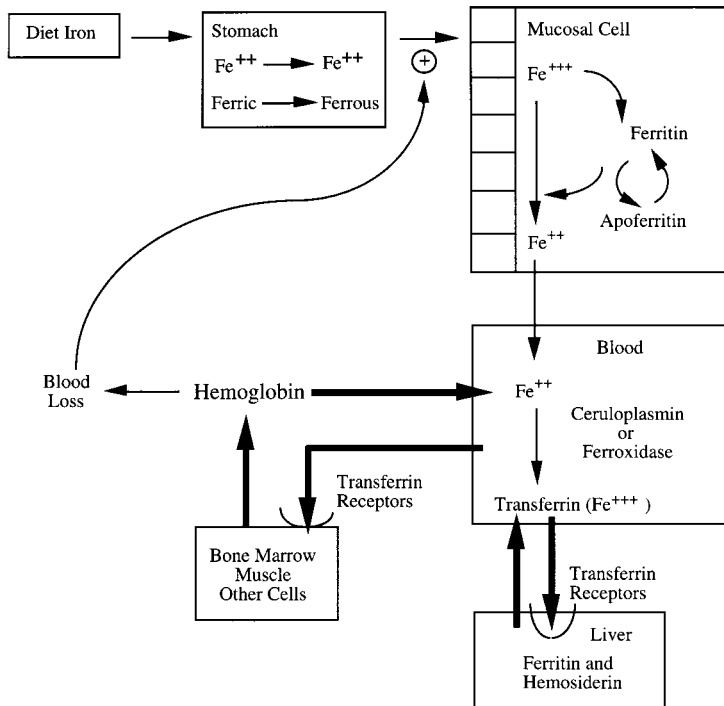 Diet Iron
Stomach
Fe++ Fe++
Ferric Ferrous
+
Mucosal Cell
Fe+++
Ferritin
Apoferritin
Fe++
Blood
Fe++
Ceruloplasmin
or
Ferroxidase
Transferrin (Fe+++ )
Blood
Loss
Hemoglobin
Transferrin
Receptors
Bone Marrow
Muscle
Other Cells
Transferrin
Receptors
Liver
Ferritin and
Hemosiderin